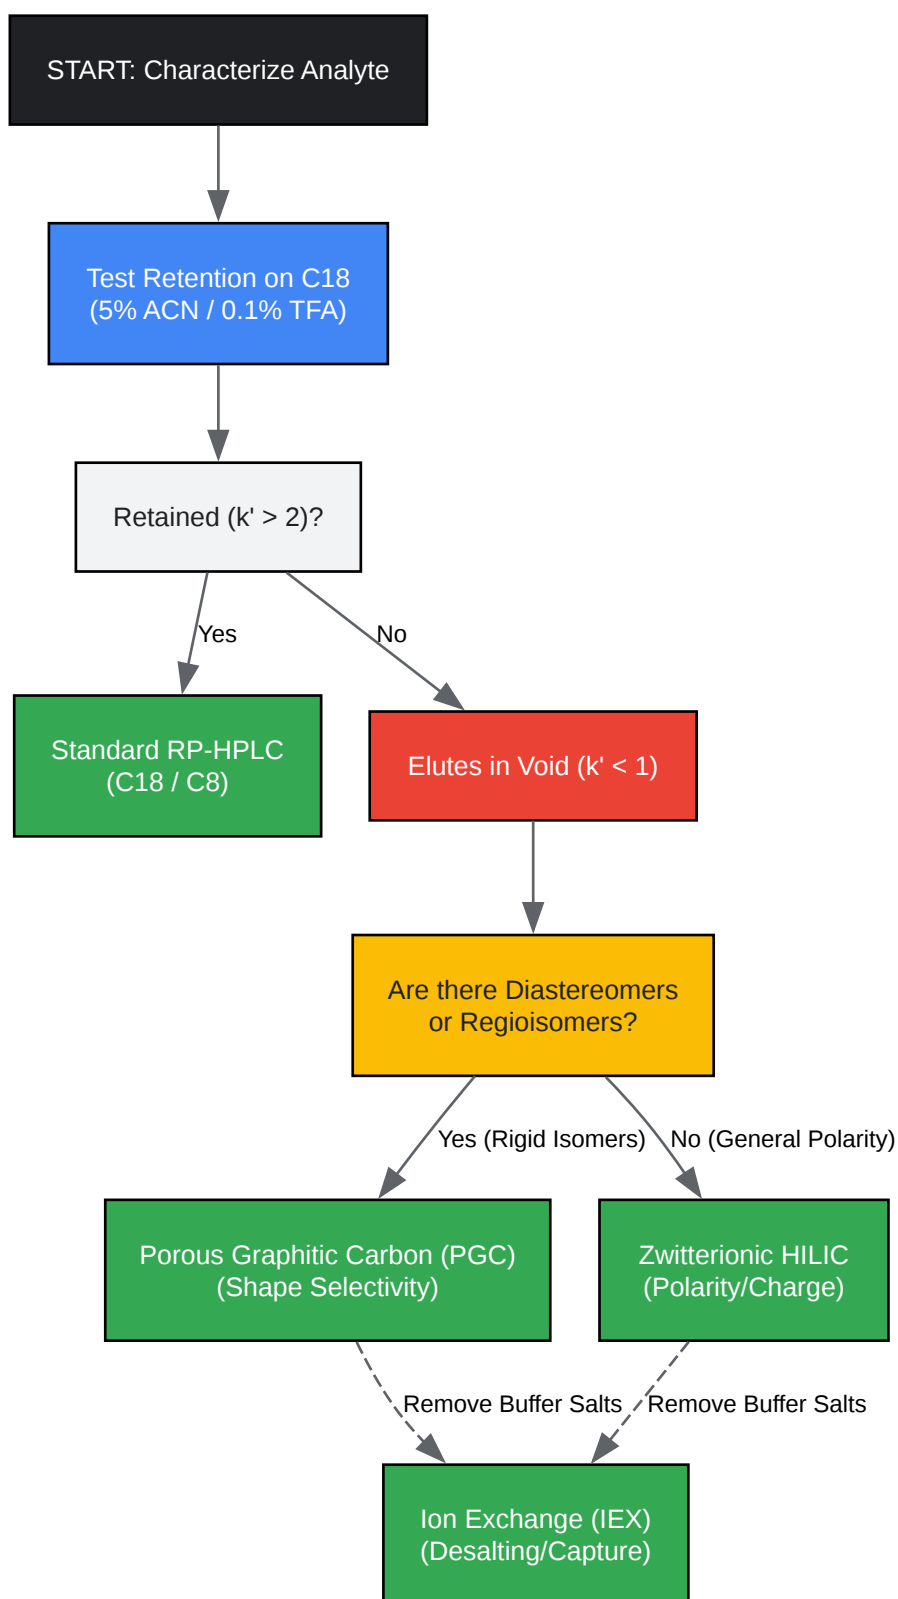 START: Characterize Analyte
Test Retention on C18
(5% ACN / 0.1% TFA)
Retained (k' > 2)?
Yes
No
Standard RP-HPLC
(C18 / C8)
Elutes in Void (k' < 1)
Are there Diastereomers
or Regioisomers?
Yes (Rigid Isomers)
No (General Polarity)
Porous Graphitic Carbon (PGC)
(Shape Selectivity)
Zwitterionic HILIC
(Polarity/Charge)
Remove Buffer Salts
Remove Buffer Salts
Ion Exchange (IEX)
(Desalting/Capture)